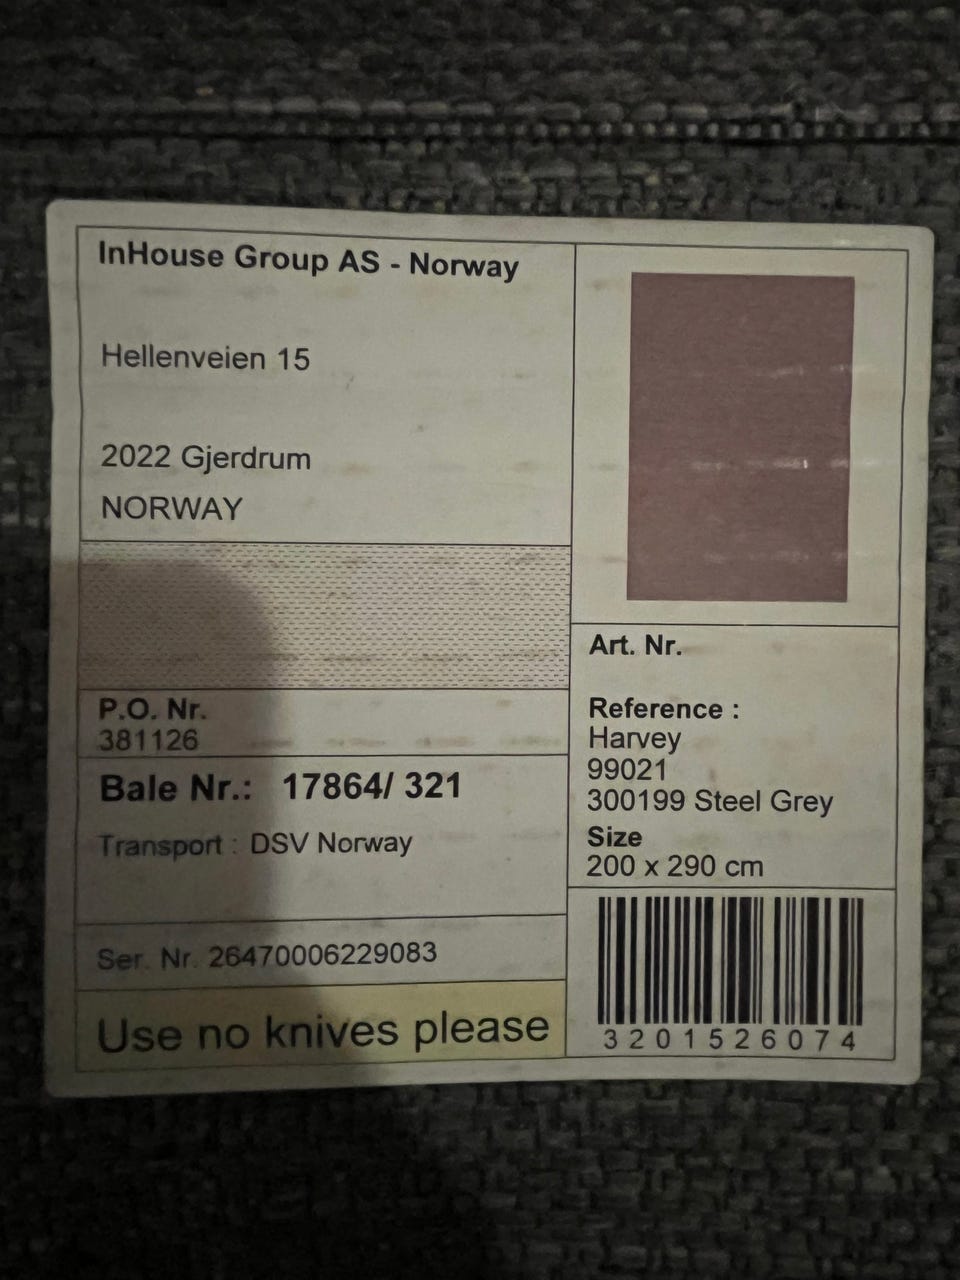 InHouse Group AS - Norway
Hellenveien 15
2022 Gjerdrum
NORWAY
P.O. Nr.
381126
Bale Nr.: 17864/ 321
Transport : DSV Norway
Ser. Nr. 26470006229083
Use no knives please
Art. Nr.
Reference :
Harvey
99021
300199 Steel Grey
Size
200 x 290 cm
3201526074